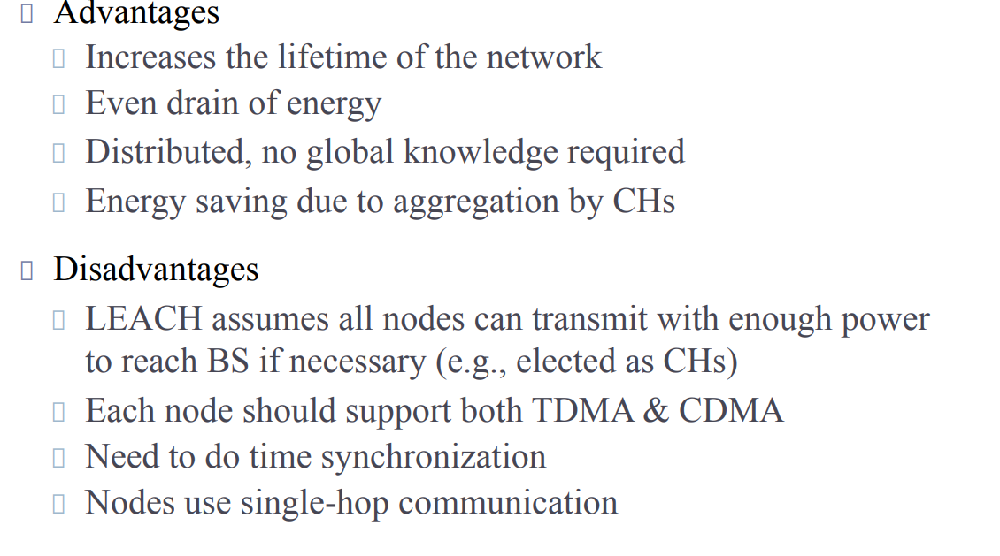 Advantages
Increases the lifetime of the network
Even drain of energy
Distributed, no global knowledge required
Energy saving due to aggregation by CHs
Disadvantages
LEACH assumes all nodes can transmit with enough power
to reach BS if necessary (e.g., elected as CHs)
Each node should support both TDMA & CDMA
Need to do time synchronization
Nodes use single-hop communication